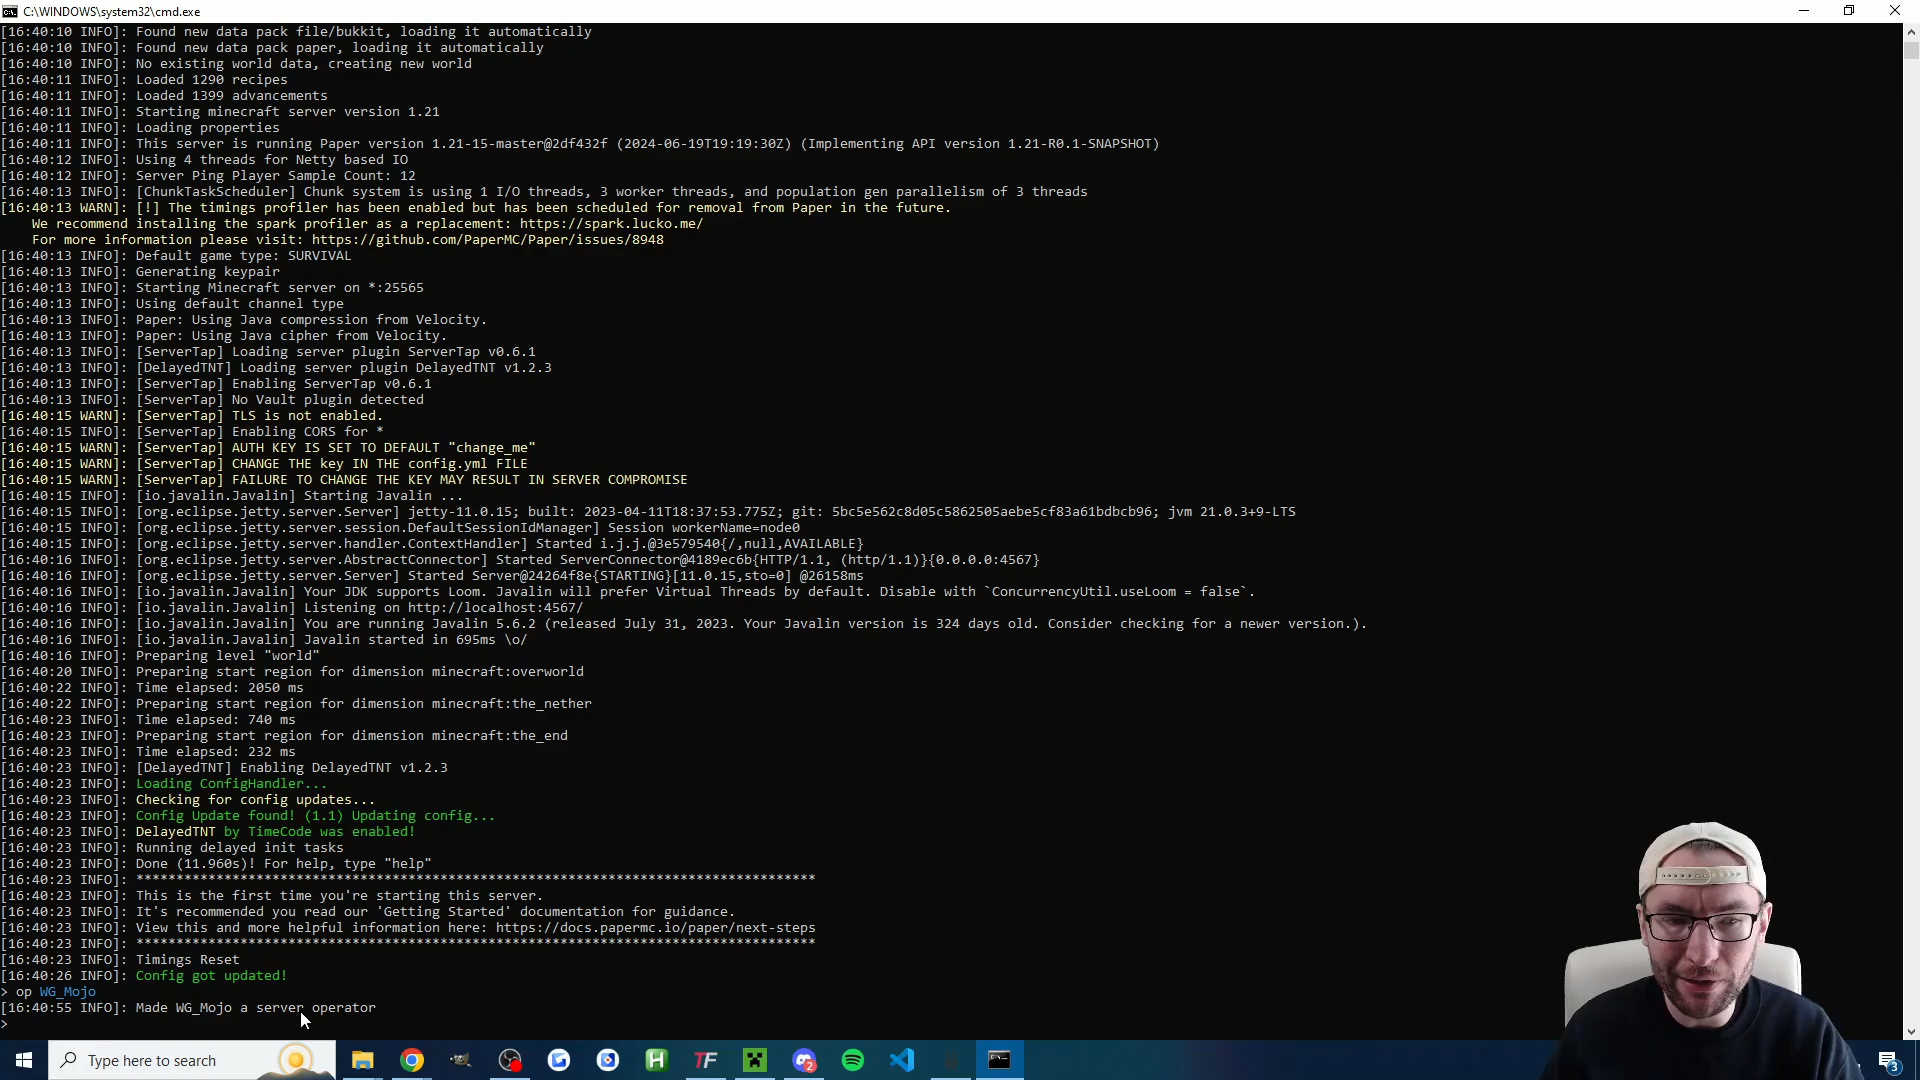 C:\WINDOWS\system32\cmd.exe
[16:40:10 INFO]: Found new data pack file/bukkit, loading it automatically
[16:40:10 INFO]: Found new data pack paper, loading it automatically
[16:40:10 INFO]: No existing world data, creating new world
[16:40:11 INFO]: Loaded 1290 recipes
[16:40:11 INFO]: Loaded 1399 advancements
[16:40:11 INFO]: Starting minecraft server version 1.21
[16:40:11 INFO]: Loading properties
[16:40:11 INFO]: This server is running Paper version 1.21-15-master@2df432f (2024-06-19T19:19:30Z) (Implementing API version 1.21-R0.1-SNAPSHOT)
[16:40:12 INFO]: Using 4 threads for Netty based IO
[16:40:12 INFO]: Server Ping Player Sample Count: 12
[16:40:13 INFO]: [ChunkTaskScheduler] Chunk system is using 1 I/O threads, 3 worker threads, and population gen parallelism of 3 threads
[16:40:13 WARN]: [!] The timings profiler has been enabled but has been scheduled for removal from Paper in the future.
We recommend installing the spark profiler as a replacement: https://spark.lucko.me/
For more information please visit: https://github.com/PaperMC/Paper/issues/8948
[16:40:13 INFO]: Default game type: SURVIVAL
[16:40:13 INFO]: Generating keypair
[16:40:13 INFO]: Starting Minecraft server on *:25565
[16:40:13 INFO]: Using default channel type
[16:40:13 INFO]: Paper: Using Java compression from Velocity.
[16:40:13 INFO]: Paper: Using Java cipher from Velocity.
[16:40:13 INFO]: [ServerTap] Loading server plugin ServerTap v0.6.1
[16:40:13 INFO]: [DelayedTNT] Loading server plugin DelayedTNT v1.2.3
[16:40:13 INFO]: [ServerTap] Enabling ServerTap v0.6.1
[16:40:13 INFO]: [ServerTap] No Vault plugin detected
[16:40:15 WARN]: [ServerTap] TLS is not enabled.
[16:40:15 INFO]: [ServerTap] Enabling CORS for *
[16:40:15 WARN]: [ServerTap] AUTH KEY IS SET TO DEFAULT "change_me"
[16:40:15 WARN]: [ServerTap] CHANGE THE key IN THE config.yml FILE
[16:40:15 WARN]: [ServerTap] FAILURE TO CHANGE THE KEY MAY RESULT IN SERVER COMPROMISE
[16:40:15 INFO]: [io.javalin.Javalin] Starting Javalin ...
[16:40:15 INFO]: [org.eclipse.jetty.server.Server] jetty-11.0.15; built: 2023-04-11T18:37:53.775Z; git: 5bc5e562c8d05c5862505aebe5cf83a61bdbcb96; jvm 21.0.3+9-LTS
[16:40:15 INFO]: [org.eclipse.jetty.server.session.DefaultSessionIdManager] Session workerName=node0
[16:40:15 INFO]: [org.eclipse.jetty.server.handler.ContextHandler] Started i.j.j.@3e579540{/,null,AVAILABLE}
[16:40:16 INFO]: [org.eclipse.jetty.server.AbstractConnector] Started ServerConnector@4189ec6b{HTTP/1.1, (http/1.1)}{0.0.0.0:4567}
[16:40:16 INFO]: [org.eclipse.jetty.server.Server] Started Server@24264f8e{STARTING}[11.0.15,sto=0] @26158ms
[16:40:16 INFO]: [io.javalin.Javalin] Your JDK supports Loom. Javalin will prefer Virtual Threads by default. Disable with `ConcurrencyUtil.useLoom = false`.
[16:40:16 INFO]: [io.javalin.Javalin] Listening on http://localhost:4567/
[16:40:16 INFO]: [io.javalin.Javalin] You are running Javalin 5.6.2 (released July 31, 2023. Your Javalin version is 324 days old. Consider checking for a newer version.).
[16:40:16 INFO]: [io.javalin.Javalin] Javalin started in 695ms \o/
[16:40:16 INFO]: Preparing level "world"
[16:40:20 INFO]: Preparing start region for dimension minecraft:overworld
[16:40:22 INFO]: Time elapsed: 2050 ms
[16:40:22 INFO]: Preparing start region for dimension minecraft:the_nether
[16:40:23 INFO]: Time elapsed: 740 ms
[16:40:23 INFO]: Preparing start region for dimension minecraft:the_end
[16:40:23 INFO]: Time elapsed: 232 ms
[16:40:23 INFO]: [DelayedTNT] Enabling DelayedTNT v1.2.3
[16:40:23 INFO]: Loading ConfigHandler...
[16:40:23 INFO]: Checking for config updates...
[16:40:23 INFO]: Config Update found! (1.1) Updating config...
[16:40:23 INFO]: DelayedTNT by TimeCode was enabled!
[16:40:23 INFO]: Running delayed init tasks
[16:40:23 INFO]: Done (11.960s)! For help, type "help"
[16:40:23 INFO]: *************************************************************************************
[16:40:23 INFO]: This is the first time you're starting this server.
[16:40:23 INFO]: It's recommended you read our 'Getting Started' documentation for guidance.
[16:40:23 INFO]: View this and more helpful information here: https://docs.papermc.io/paper/next-steps
[16:40:23 INFO]: *************************************************************************************
[16:40:23 INFO]: Timings Reset
[16:40:26 INFO]: Config got updated!
> op WG_Mojo
[16:40:55 INFO]: Made WG_Mojo a server operator
>
Type here to search
H
TF
2
3